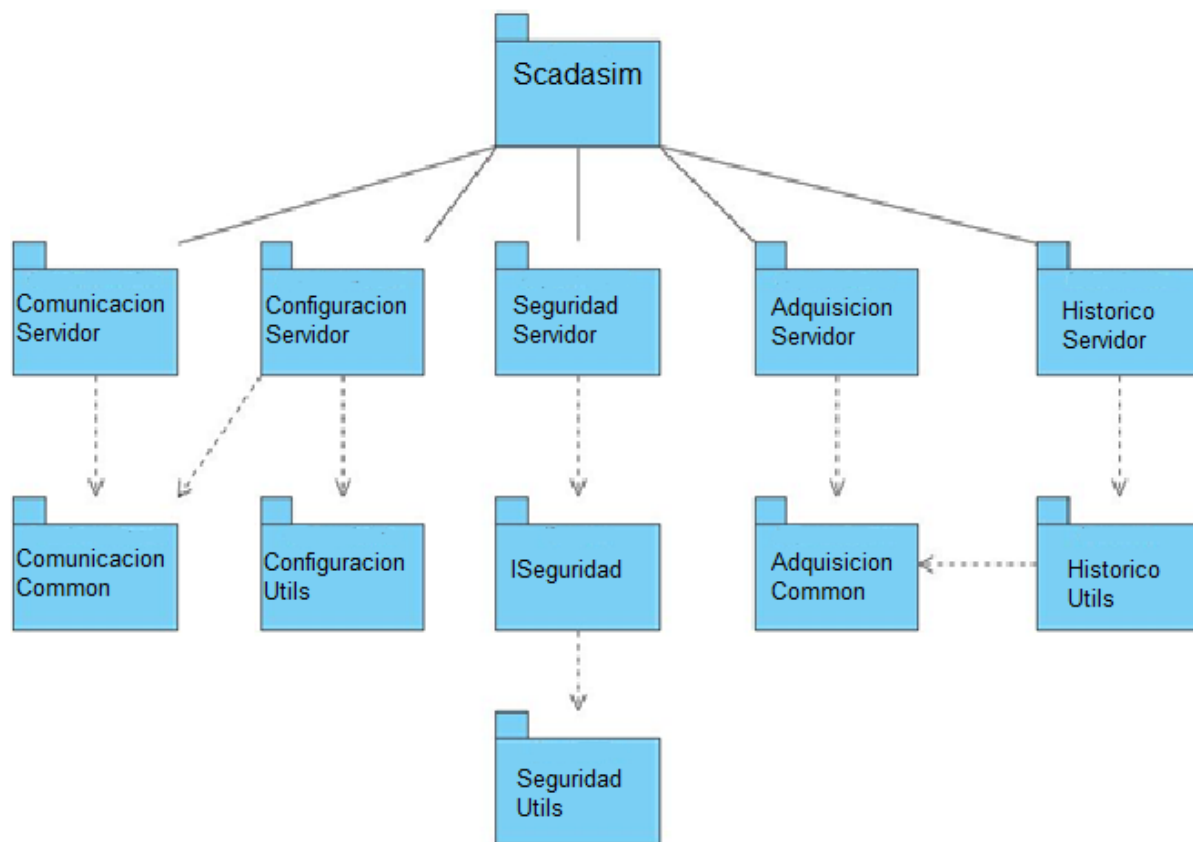 Scadasim
Comunicacion
Servidor
Configuracion
Servidor
Seguridad
Servidor
Adquisicion
Servidor
Historico
Servidor
Comunicacion
Common
Configuracion
Utils
ISeguridad
Adquisicion
Common
Historico
Utils
Seguridad
Utils